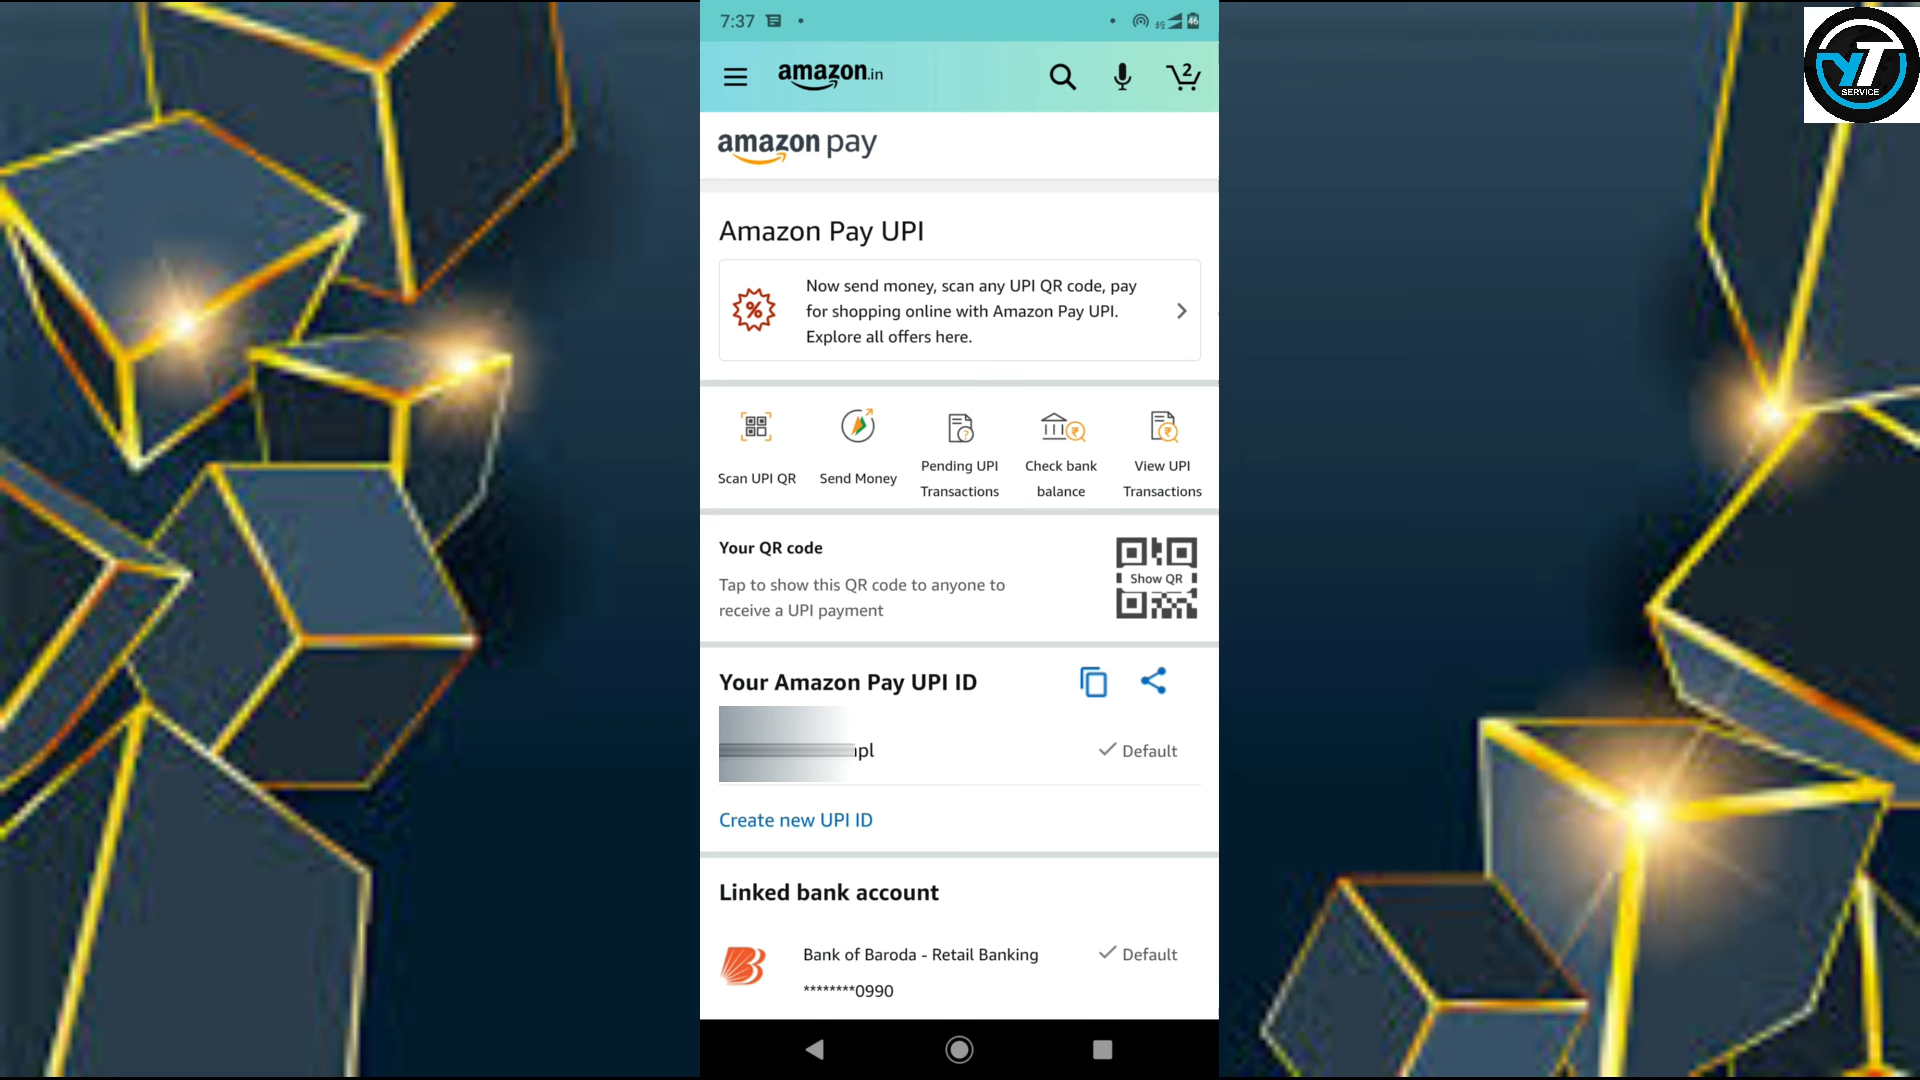 7:37
46
amazon.in
2
YT
SERVICE
amazon pay
Amazon Pay UPI
Now send money, scan any UPI QR code, pay
for shopping online with Amazon Pay UPI.
Explore all offers here.
Scan UPI QR
Send Money
Pending UPI
Transactions
Check bank
balance
View UPI
Transactions
Your QR code
Tap to show this QR code to anyone to
receive a UPI payment
Show QR
Your Amazon Pay UPI ID
apl
Default
Create new UPI ID
Linked bank account
Bank of Baroda - Retail Banking
Default
********0990